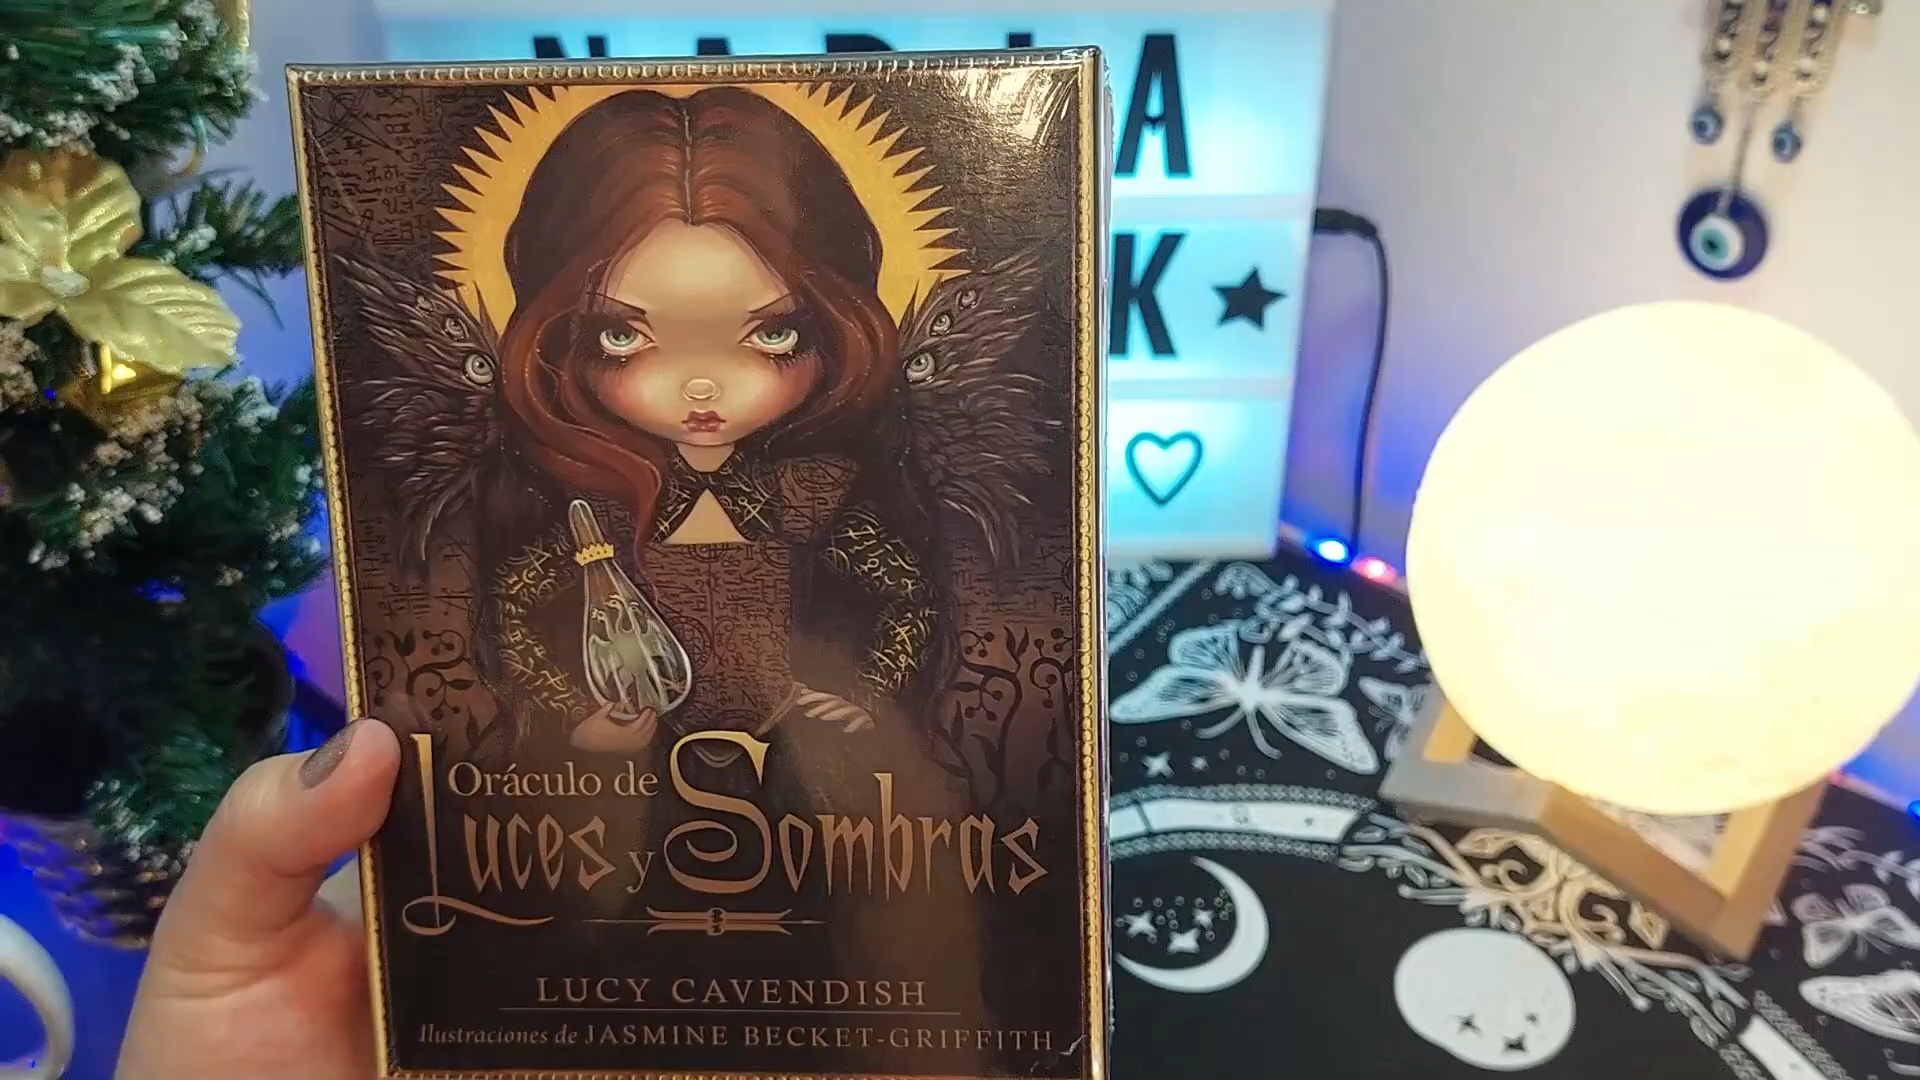 Oráculo de
Luces y Sombras
LUCY CAVENDISH
Ilustraciones de JASMINE BECKET-GRIFFITH
K ★
♡